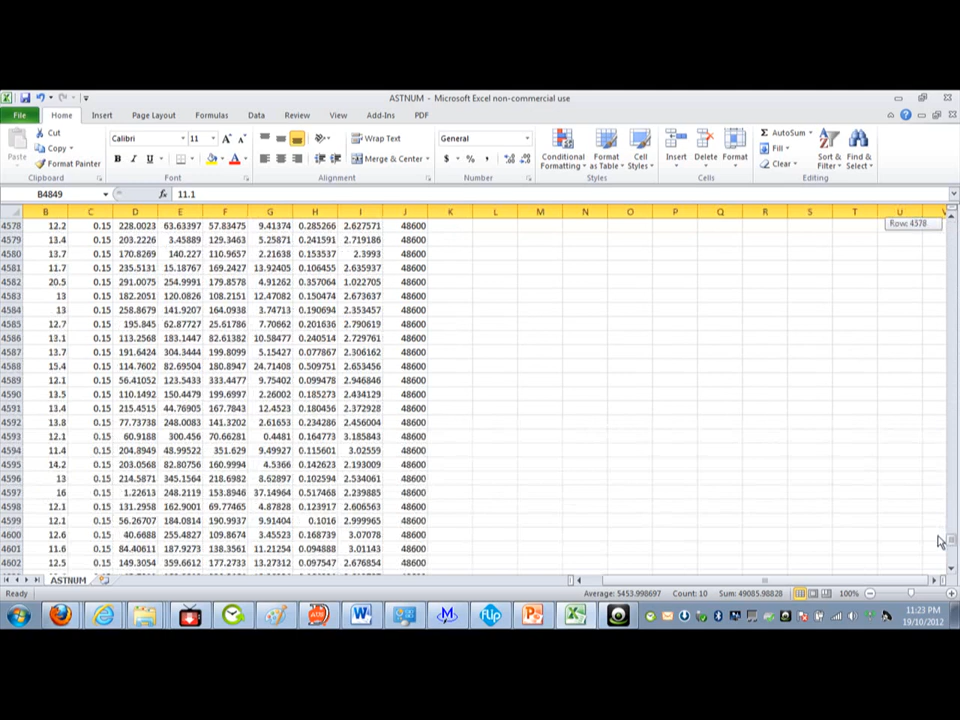 ASTNUM - Microsoft Excel non-commercial use
File Home Insert Page Layout Formulas Data Review View Add-Ins PDF
Cut Calibri 11 Wrap Text General AutoSum
Copy Fill
Paste Format Painter Merge & Center Conditional Formatting Format as Table Cell Styles Insert Delete Format Clear Sort & Filter Find & Select
Clipboard Font Alignment Number Styles Cells Editing
B4849 fx 11.1
B C D E F G H I J K L M N O P Q R S T U V
4578 12.2 0.15 228.0023 63.63397 57.83475 9.41374 0.285266 2.627571 48600 Row: 4578
4579 13.4 0.15 203.2226 3.45889 129.3463 5.25871 0.241591 2.719186 48600
4580 13.7 0.15 170.8269 140.227 110.9657 2.21638 0.153537 2.3993 48600
4581 11.7 0.15 235.5131 15.18767 169.2427 13.92405 0.106455 2.635937 48600
4582 20.5 0.15 291.0075 254.9991 179.8578 4.91262 0.357064 1.022705 48600
4583 13 0.15 182.2051 120.0826 108.2151 12.47082 0.150474 2.673637 48600
4584 13 0.15 258.8679 141.9207 164.0938 3.74713 0.190694 2.353457 48600
4585 12.7 0.15 195.845 62.87727 25.61786 7.70662 0.201636 2.790619 48600
4586 13.1 0.15 113.2568 183.1447 82.61382 10.58477 0.240514 2.729761 48600
4587 13.7 0.15 191.6424 304.3444 199.8099 5.15427 0.077867 2.306162 48600
4588 15.4 0.15 114.7602 82.69504 180.8947 24.71408 0.509751 2.653456 48600
4589 12.1 0.15 56.41052 123.5433 333.4477 9.75402 0.099478 2.946846 48600
4590 13.5 0.15 110.1492 150.4479 199.6997 2.26002 0.185273 2.434129 48600
4591 13.4 0.15 215.4515 44.76905 167.7843 12.4523 0.180456 2.372928 48600
4592 13.8 0.15 77.73738 248.0083 141.3202 2.61653 0.234286 2.456004 48600
4593 12.1 0.15 60.9188 300.456 70.66281 0.4481 0.164773 3.185843 48600
4594 11.4 0.15 204.8949 48.99522 351.629 9.49927 0.115601 3.02559 48600
4595 14.2 0.15 203.0568 82.80756 160.9994 4.5366 0.142623 2.193009 48600
4596 13 0.15 214.5871 345.1564 218.6982 8.62897 0.102594 2.534061 48600
4597 16 0.15 1.22613 248.2119 153.8946 37.14964 0.517468 2.239885 48600
4598 12.1 0.15 131.2958 162.9001 69.77465 4.87828 0.123917 2.606563 48600
4599 12.1 0.15 56.26707 184.0814 190.9937 9.91404 0.1016 2.999965 48600
4600 12.6 0.15 40.6688 255.4827 109.8674 3.45523 0.168739 3.07078 48600
4601 11.6 0.15 84.40611 187.9273 138.3561 11.21254 0.094888 3.01143 48600
4602 12.5 0.15 149.3054 359.6612 177.2733 13.27312 0.097547 2.676854 48600
ASTNUM
Ready Average: 5453.998697 Count: 10 Sum: 49085.98828 100%
11:23 PM
19/10/2012